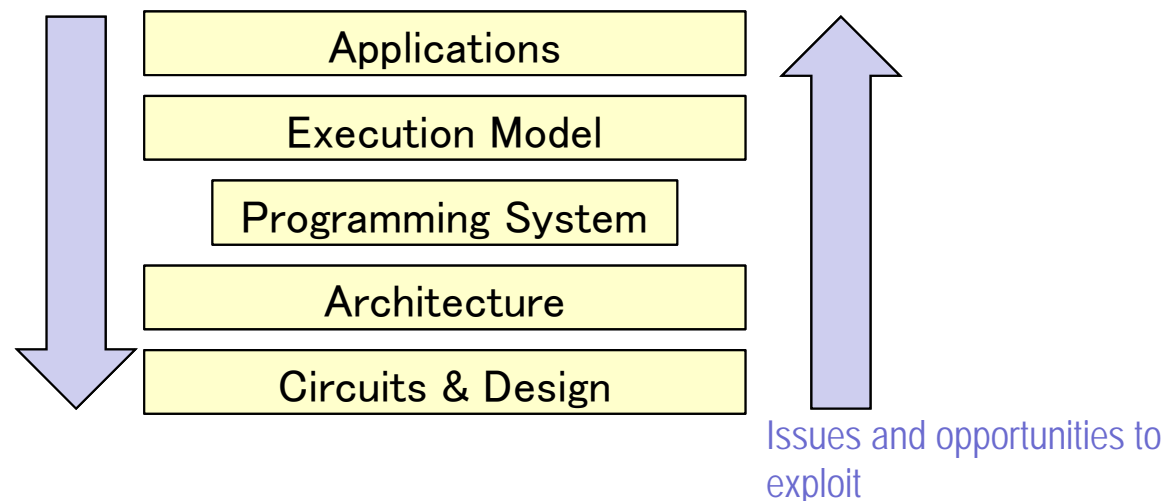 Applications
Execution Model
Programming System
Architecture
Circuits & Design
Issues and opportunities to
exploit